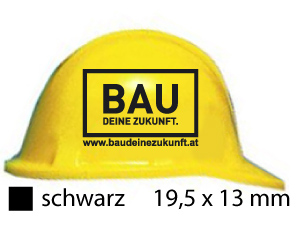 BAU
DEINE ZUKUNFT.
www.baudeinezukunft.at
schwarz 19,5 x 13 mm